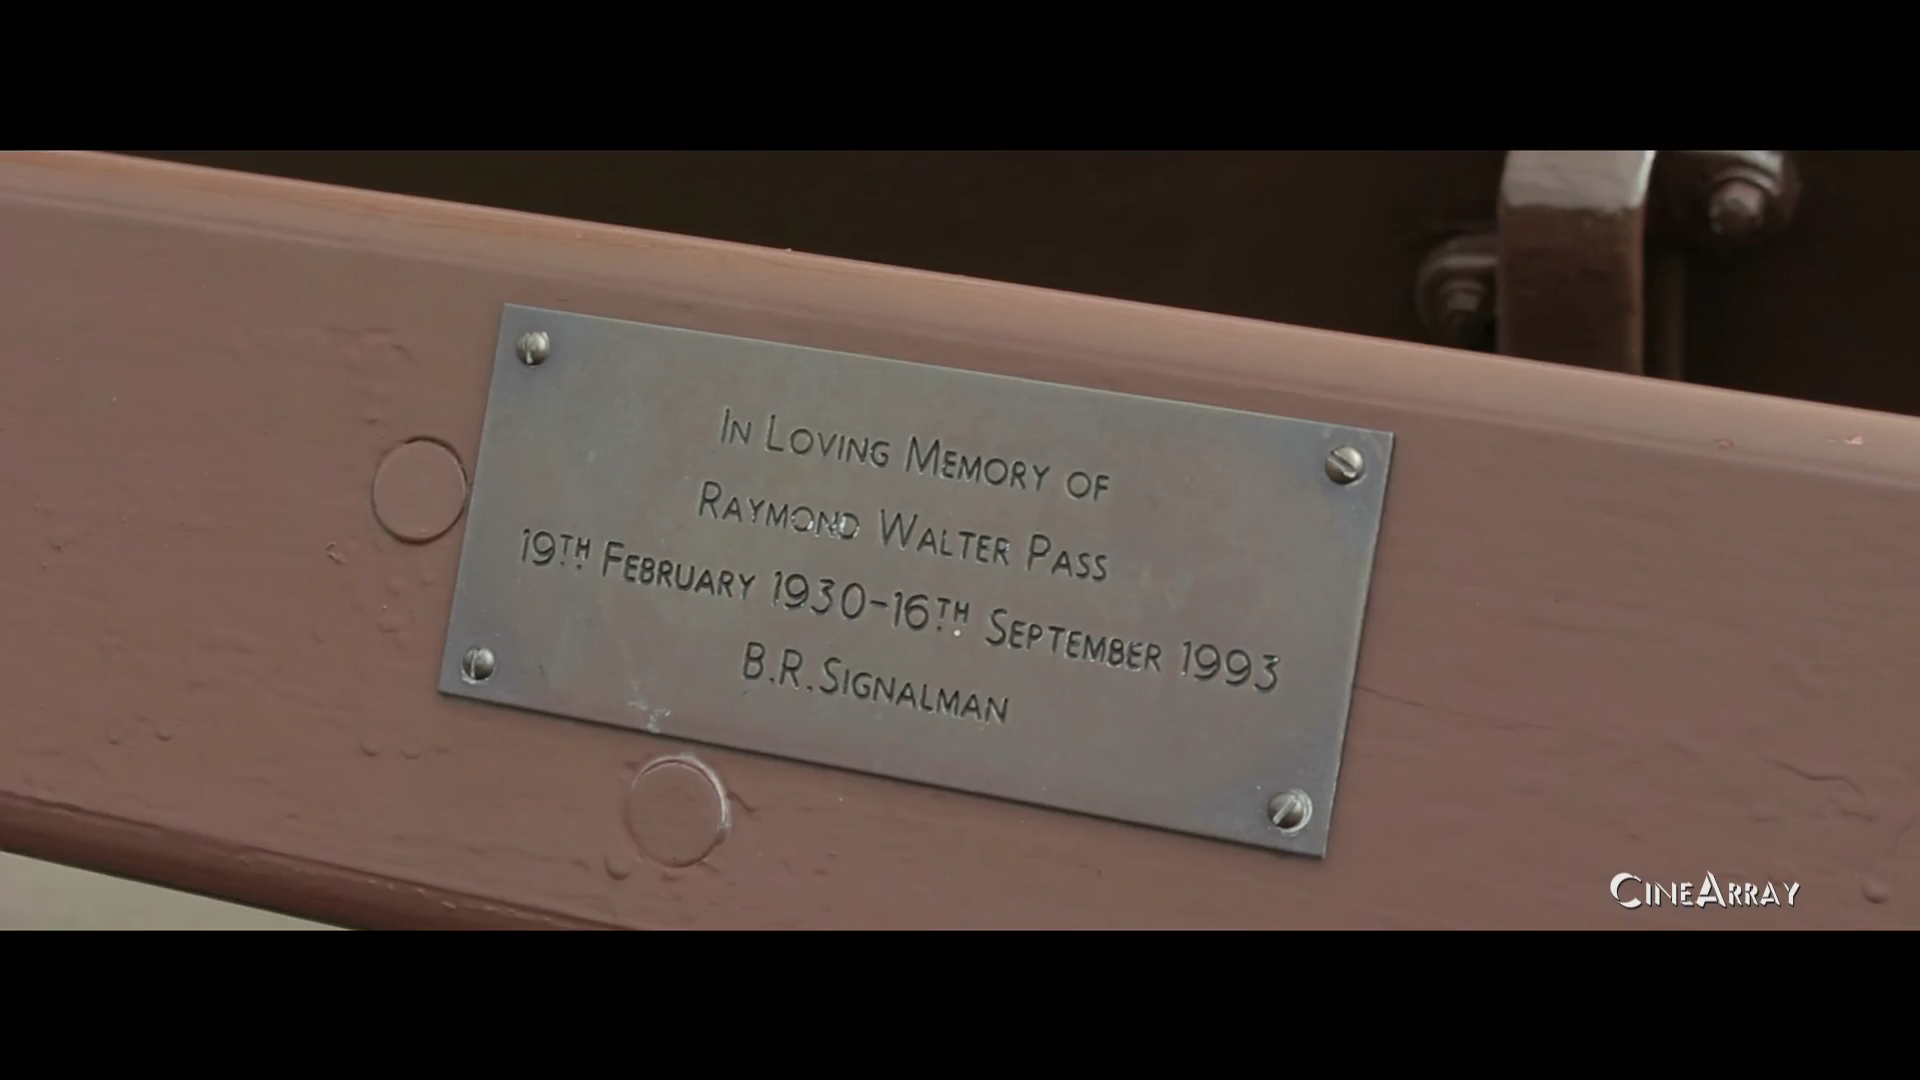 In Loving Memory of
Raymond Walter Pass
19th February 1930-16th September 1993
B.R. Signalman
CineArray